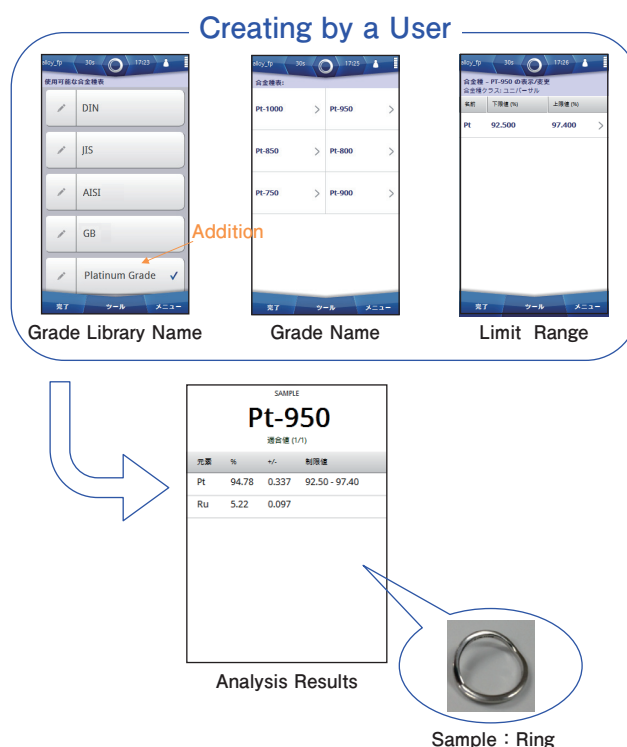 Creating by a User
alloy_fp 30s 17:23
使用可能な合金種表
DIN
JIS
AISI
GB
Platinum Grade
完了 ツール メニュー
Addition
Grade Library Name
alloy_fp 30s 17:25
合金種表:
Pt-1000 Pt-950
Pt-850 Pt-800
Pt-750 Pt-900
完了 ツール メニュー
Grade Name
alloy_fp 30s 17:26
合金種 - PT-950 の表示/変更
合金種クラス: ユニバーサル
名前 下限値 (%) 上限値 (%)
Pt 92.500 97.400
完了 ツール メニュー
Limit Range
SAMPLE
Pt-950
適合値 (1/1)
元素 % +/- 制限値
Pt 94.78 0.337 92.50 - 97.40
Ru 5.22 0.097
Analysis Results
Sample : Ring